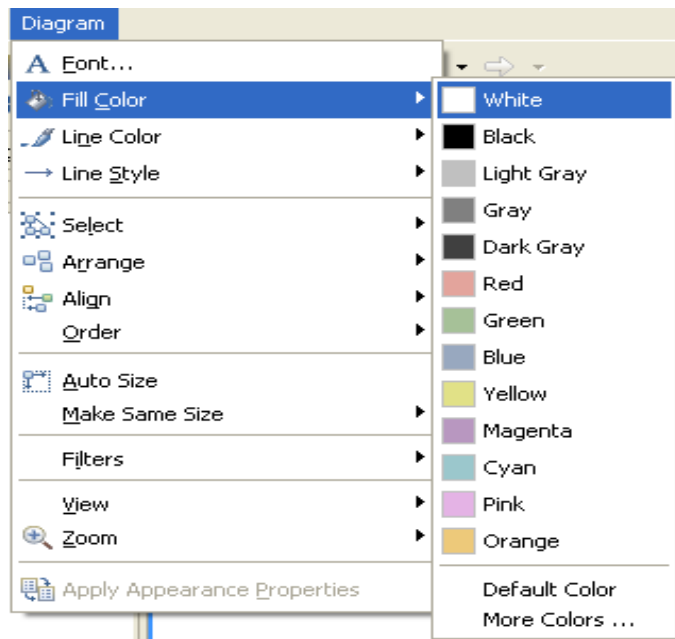 Diagram
Font...
Fill Color
Line Color
Line Style
Select
Arrange
Align
Order
Auto Size
Make Same Size
Filters
View
Zoom
Apply Appearance Properties
White
Black
Light Gray
Gray
Dark Gray
Red
Green
Blue
Yellow
Magenta
Cyan
Pink
Orange
Default Color
More Colors ...